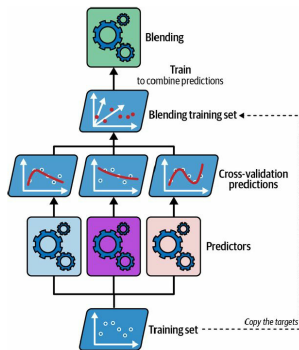 Blending
Train
to combine predictions
Blending training set
Cross-validation
predictions
Predictors
Copy the targets
Training set